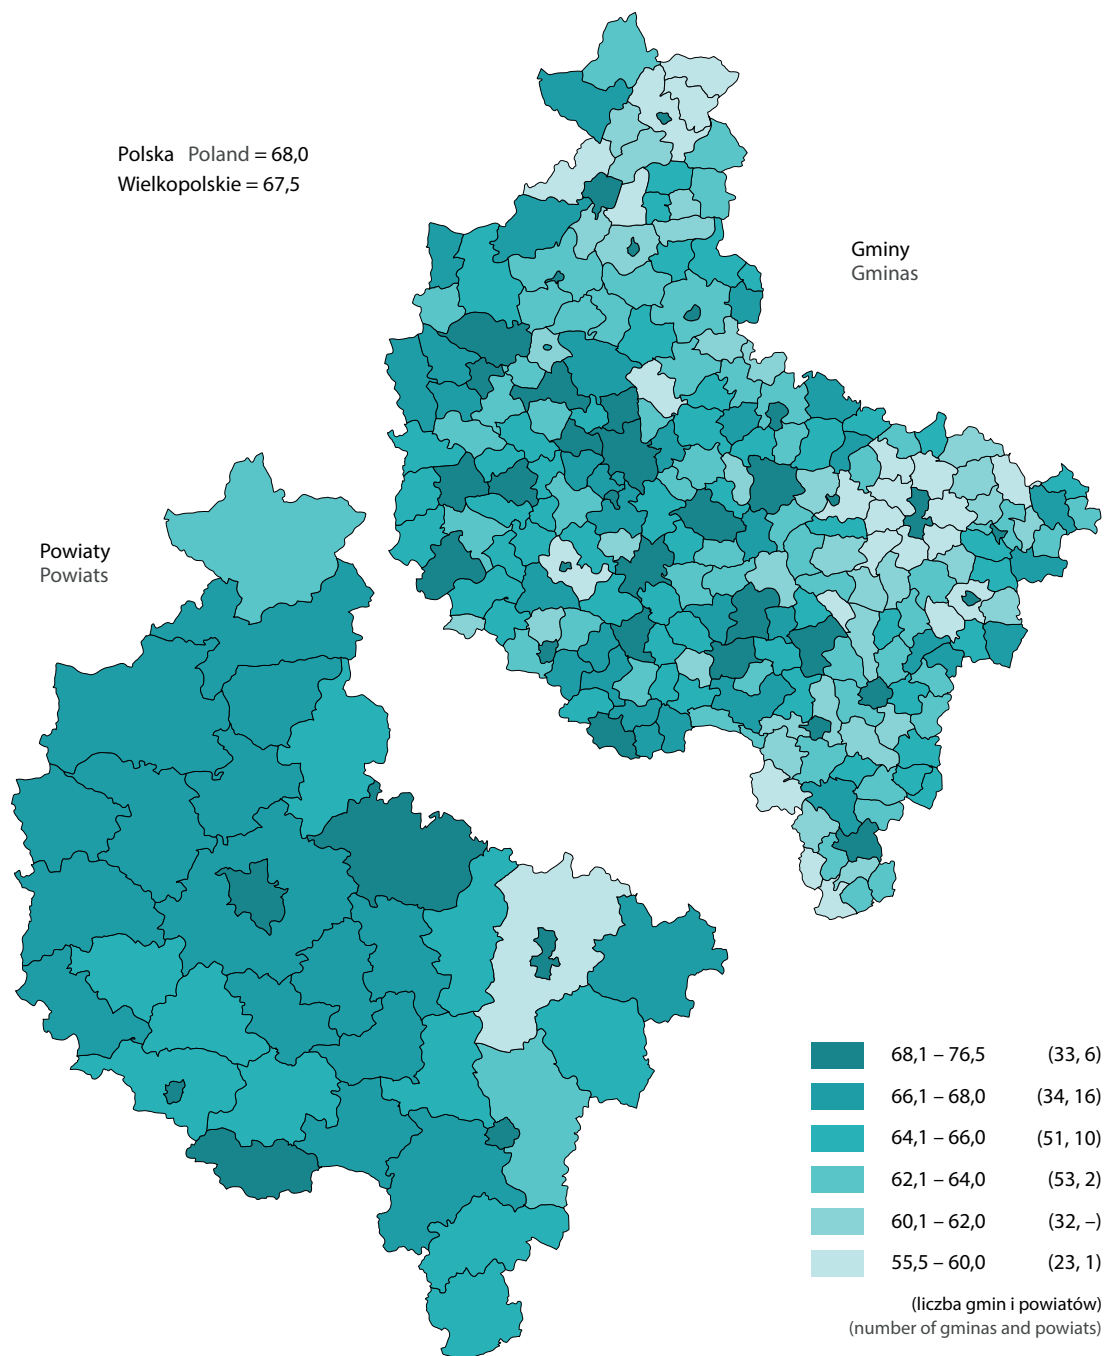 Polska Poland = 68,0
Wielkopolskie = 67,5
Gminy
Gminas
Powiaty
Powiats
68,1 – 76,5 (33, 6)
66,1 – 68,0 (34, 16)
64,1 – 66,0 (51, 10)
62,1 – 64,0 (53, 2)
60,1 – 62,0 (32, –)
55,5 – 60,0 (23, 1)
(liczba gmin i powiatów)
(number of gminas and powiats)